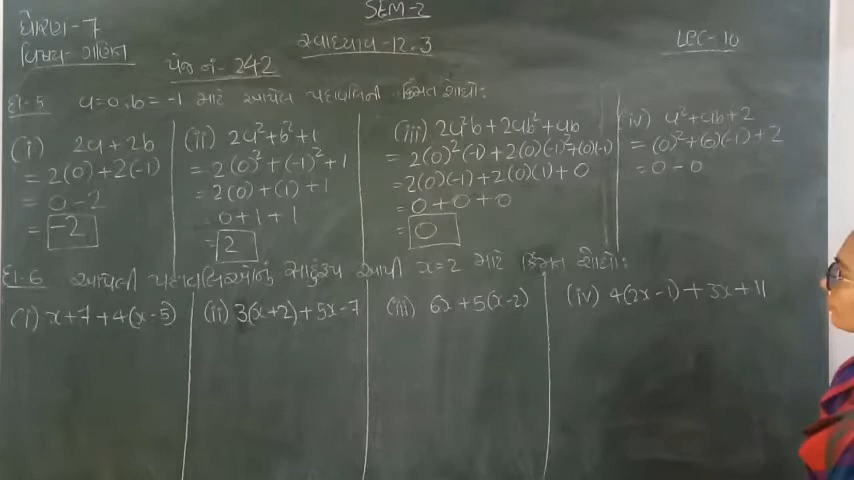 SEM-2
ધોરણ-7
વિષય- ગણિત
સ્વાધ્યાય-12.3
LEC-10
પેજ નં- 242
દા-5 a=0, b=-1 માટે આપેલ પદાવલિની કિંમત શોધો:
(i) 2a+2b
=2(0)+2(-1)
= 0-2
= -2
(ii) 2a²+b²+1
=2(0)²+(-1)²+1
=2(0)+(1)+1
0+1+1
= 2
(iii) 2a²b+2ab²+ab
=2(0)²(-1)+2(0)(-1)²+(0)(-1)
=2(0)(-1)+2(0)(1)+0
=0+0+0
= 0
(iv) a²+ab+2
=(0)²+(0)(-1)+2
=0-0
દા-6 આપેલી પદાવલિઓનું સાદુંરૂપ આપી x=2 માટે કિંમત શોધો:
(i) x+7+4(x-5)
(ii) 3(x+2)+5x-7
(iii) 6x+5(x-2)
(iv) 4(2x-1)+3x+11